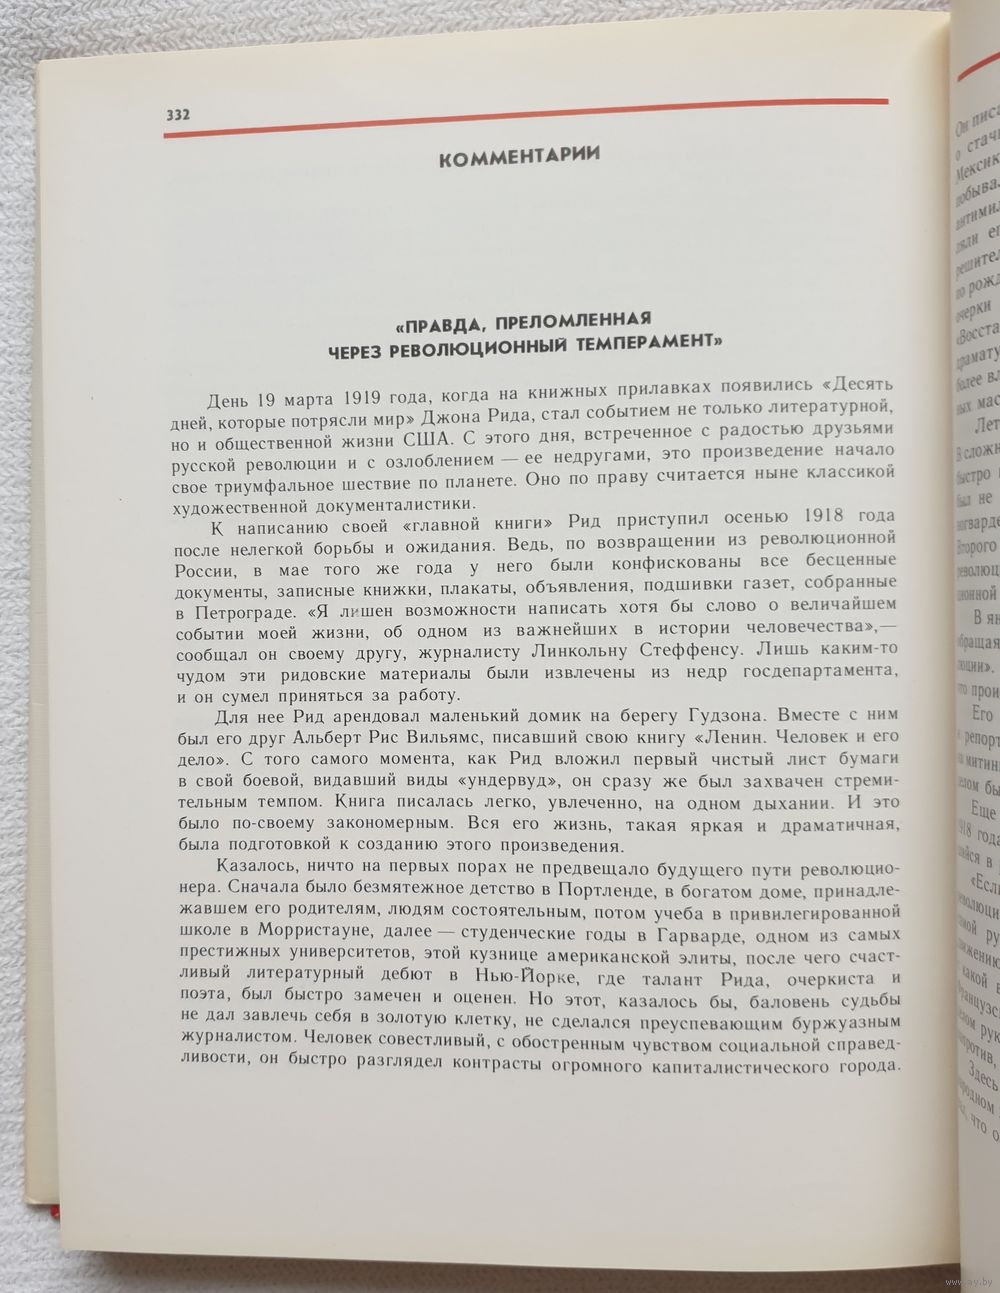 332
КОММЕНТАРИИ
«ПРАВДА, ПРЕЛОМЛЕННАЯ
ЧЕРЕЗ РЕВОЛЮЦИОННЫЙ ТЕМПЕРАМЕНТ»
День 19 марта 1919 года, когда на книжных прилавках появились «Десять
дней, которые потрясли мир» Джона Рида, стал событием не только литературной,
но и общественной жизни США. С этого дня, встреченное с радостью друзьями
русской революции и с озлоблением — ее недругами, это произведение начало
свое триумфальное шествие по планете. Оно по праву считается ныне классикой
художественной документалистики.
К написанию своей «главной книги» Рид приступил осенью 1918 года
после нелегкой борьбы и ожидания. Ведь, по возвращении из революционной
России, в мае того же года у него были конфискованы все бесценные
документы, записные книжки, плакаты, объявления, подшивки газет, собранные
в Петрограде. «Я лишен возможности написать хотя бы слово о величайшем
событии моей жизни, об одном из важнейших в истории человечества»,—
сообщал он своему другу, журналисту Линкольну Стеффенсу. Лишь каким-то
чудом эти ридовские материалы были извлечены из недр госдепартамента,
и он сумел приняться за работу.
Для нее Рид арендовал маленький домик на берегу Гудзона. Вместе с ним
был его друг Альберт Рис Вильямс, писавший свою книгу «Ленин. Человек и его
дело». С того самого момента, как Рид вложил первый чистый лист бумаги
в свой боевой, видавший виды «ундервуд», он сразу же был захвачен стреми-
тельным темпом. Книга писалась легко, увлеченно, на одном дыхании. И это
было по-своему закономерным. Вся его жизнь, такая яркая и драматичная,
была подготовкой к созданию этого произведения.
Казалось, ничто на первых порах не предвещало будущего пути революцио-
нера. Сначала было безмятежное детство в Портленде, в богатом доме, принадле-
жавшем его родителям, людям состоятельным, потом учеба в привилегированной
школе в Морристауне, далее — студенческие годы в Гарварде, одном из самых
престижных университетов, этой кузнице американской элиты, после чего счаст-
ливый литературный дебют в Нью-Йорке, где талант Рида, очеркиста и
поэта, был быстро замечен и оценен. Но этот, казалось бы, баловень судьбы
не дал завлечь себя в золотую клетку, не сделался преуспевающим буржуазным
журналистом. Человек совестливый, с обостренным чувством социальной справед-
ливости, он быстро разглядел контрасты огромного капиталистического города.